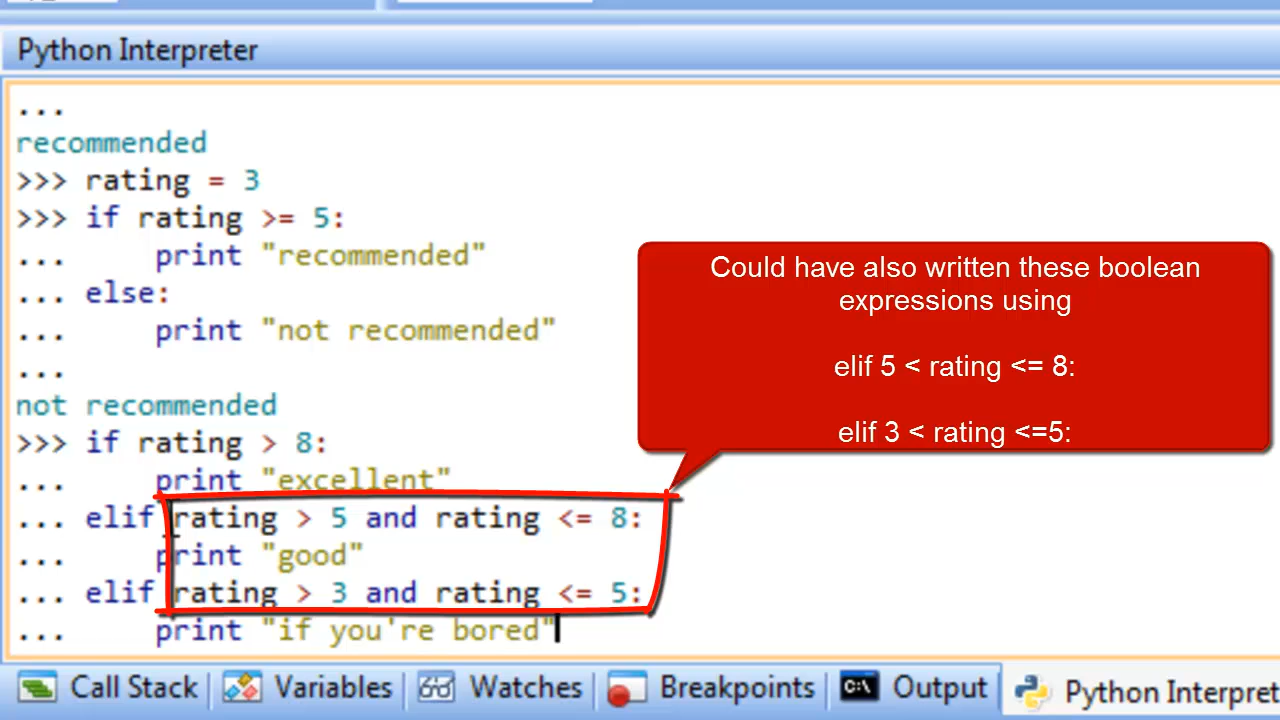 Python Interpreter
...
recommended
>>> rating = 3
>>> if rating >= 5:
...     print "recommended"
... else:
...     print "not recommended"
...
not recommended
>>> if rating > 8:
...     print "excellent"
... elif rating > 5 and rating <= 8:
...     print "good"
... elif rating > 3 and rating <= 5:
...     print "if you're bored"
Could have also written these boolean
expressions using
elif 5 < rating <= 8:
elif 3 < rating <=5:
Call Stack
Variables
Watches
Breakpoints
C:\
Output
Python Interpret